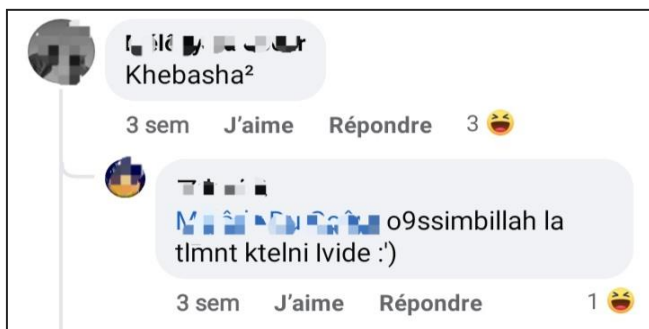 Khebasha²
3 sem J'aime Répondre 3 😆
o9ssimbillah la
tlmnt ktelni lvide :')
3 sem J'aime Répondre 1 😆